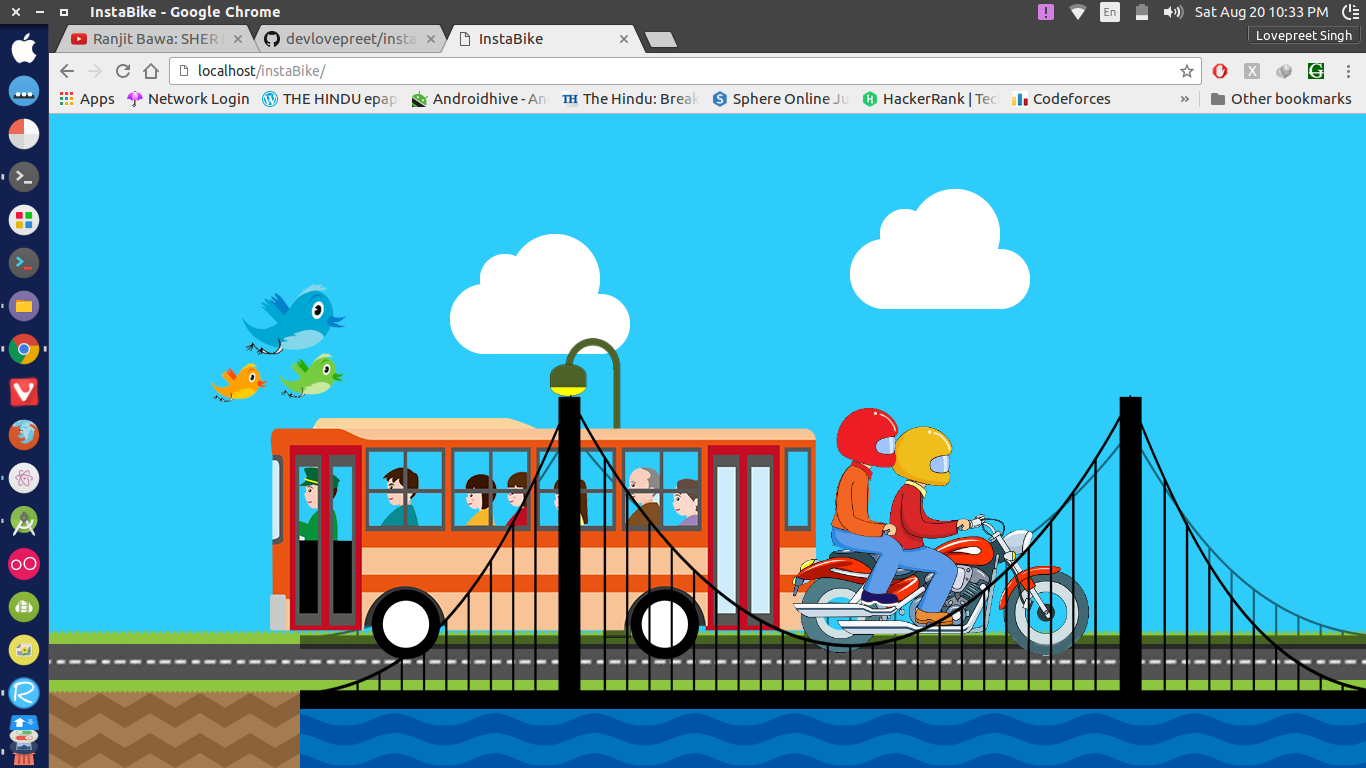 InstaBike - Google Chrome
En
Sat Aug 20 10:33 PM
Lovepreet Singh
Ranjit Bawa: SHER
devlovepreet/insta
InstaBike
localhost/instaBike/
Apps
Network Login
THE HINDU epap
Androidhive - An
The Hindu: Break
Sphere Online Ju
HackerRank | Tec
Codeforces
»
Other bookmarks